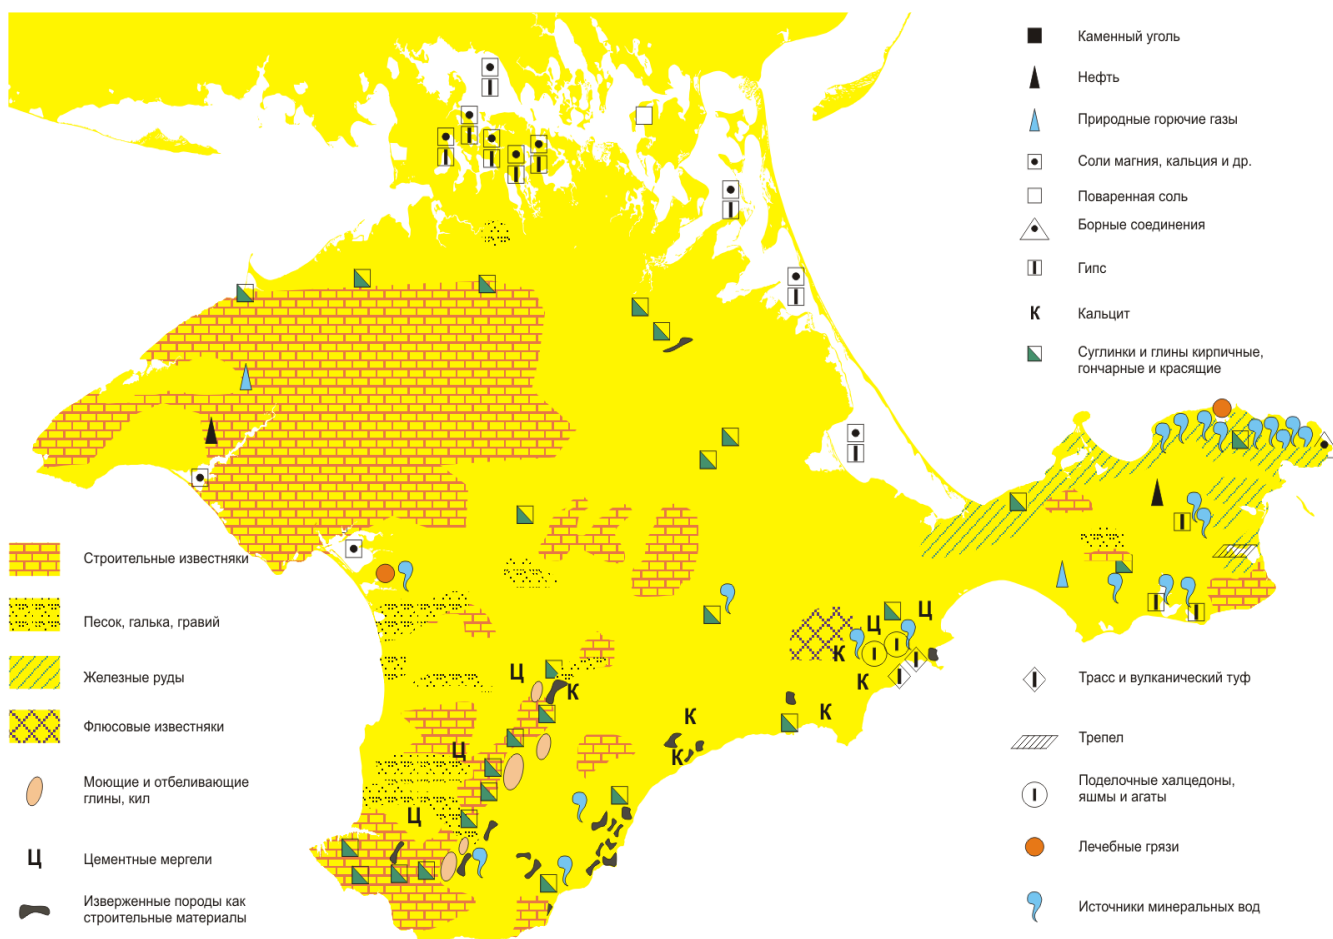 Каменный уголь
Нефть
Природные горючие газы
Соли магния, кальция и др.
Поваренная соль
Борные соединения
Гипс
К Кальцит
Суглинки и глины кирпичные,
гончарные и красящие
Строительные известняки
Песок, галька, гравий
Железные руды
Флюсовые известняки
Моющие и отбеливающие
глины, кил
Ц Цементные мергели
Изверженные породы как
строительные материалы
Трасс и вулканический туф
Трепел
Поделочные халцедоны,
яшмы и агаты
Лечебные грязи
Источники минеральных вод
Ц
Ц
К
К
Ц
К
К
К
Ц
К
Ц
К
Ц